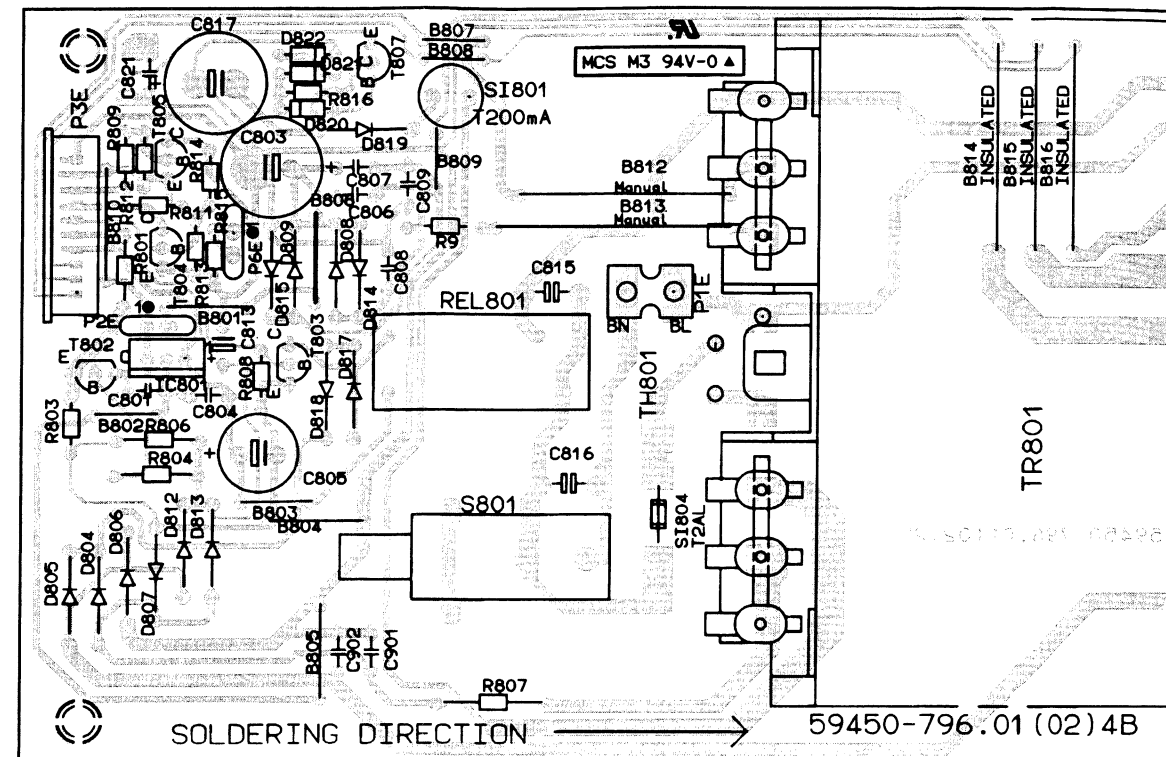 C817
D822
B807
E
C
B
T807
B808
MCS M3 94V-0 ▲
C821
D821
R816
SI801
T200mA
P3E
R809
T805
C
B
E
D820
C803
D819
R814
+
C807
B809
C809
B808
C806
B812
Manual
B813
Manual
B814
INSULATED
B815
INSULATED
B816
INSULATED
B810
R812
R811
R815
R801
B
E
T804
R813
P6E
1
D809
D808
R9
C808
D815
D814
C815
REL801
P1E
BN
BL
1
P2E
B801
C813
C
T803
B
E
D817
T802
E
B
IC801
+
C801
C804
R808
D818
TH801
R803
B802
R806
R804
+
C805
C816
TR801
B803
B804
S801
SI804
T2AL
D812
D813
D806
D804
D805
D807
B805
C902
C901
R807
SOLDERING DIRECTION
59450-796.01(02)4B